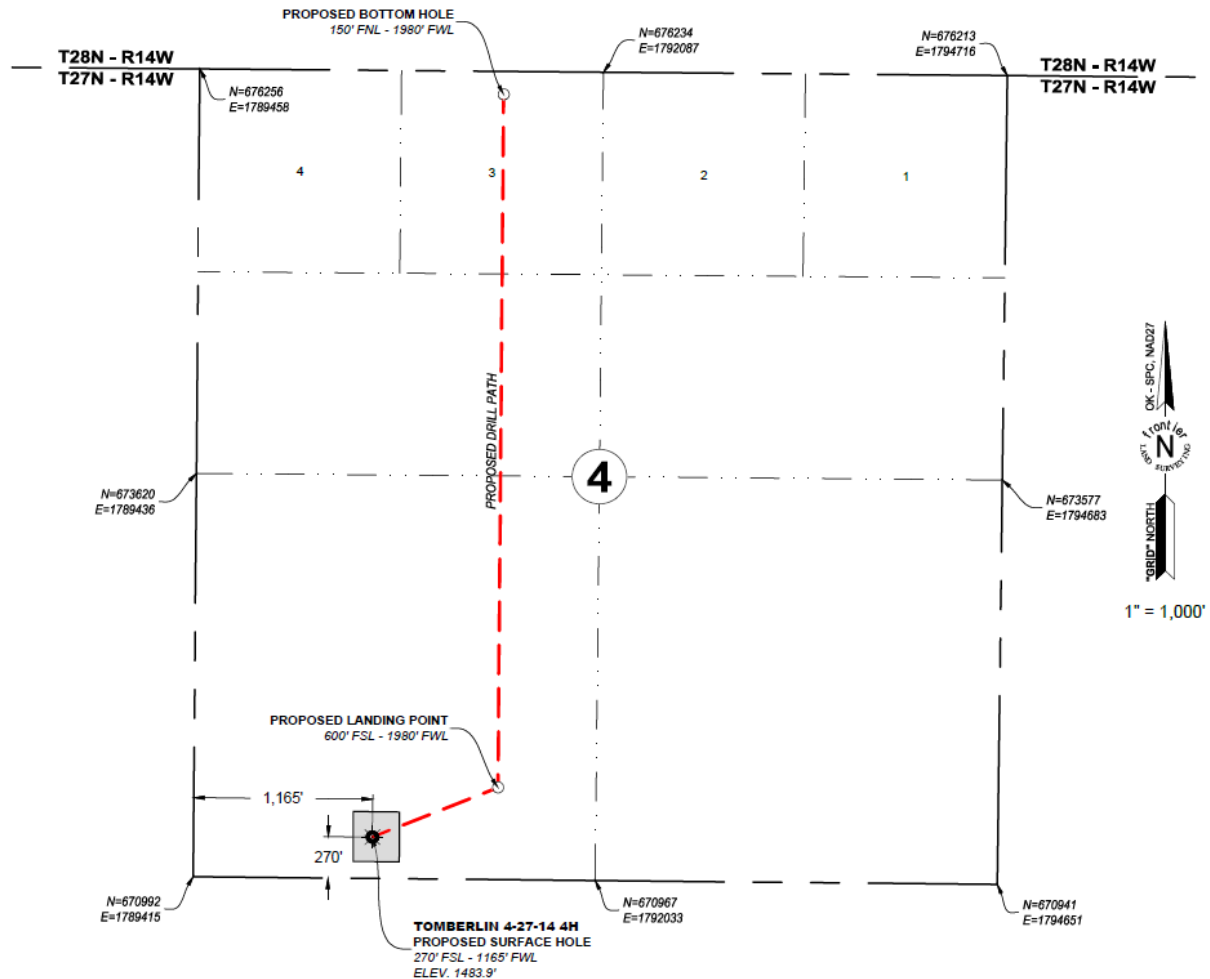 PROPOSED BOTTOM HOLE
150' FNL - 1980' FWL
N=676234
E=1792087
N=676213
E=1794716
T28N - R14W
T27N - R14W
T28N - R14W
T27N - R14W
N=676256
E=1789458
4
3
2
1
PROPOSED DRILL PATH
OK - SPC, NAD27
frontier
N
LAND SURVEYING
"GRID" NORTH
1" = 1,000'
4
N=673620
E=1789436
N=673577
E=1794683
PROPOSED LANDING POINT
600' FSL - 1980' FWL
1,165'
270'
N=670992
E=1789415
N=670967
E=1792033
N=670941
E=1794651
TOMBERLIN 4-27-14 4H
PROPOSED SURFACE HOLE
270' FSL - 1165' FWL
ELEV. 1483.9'